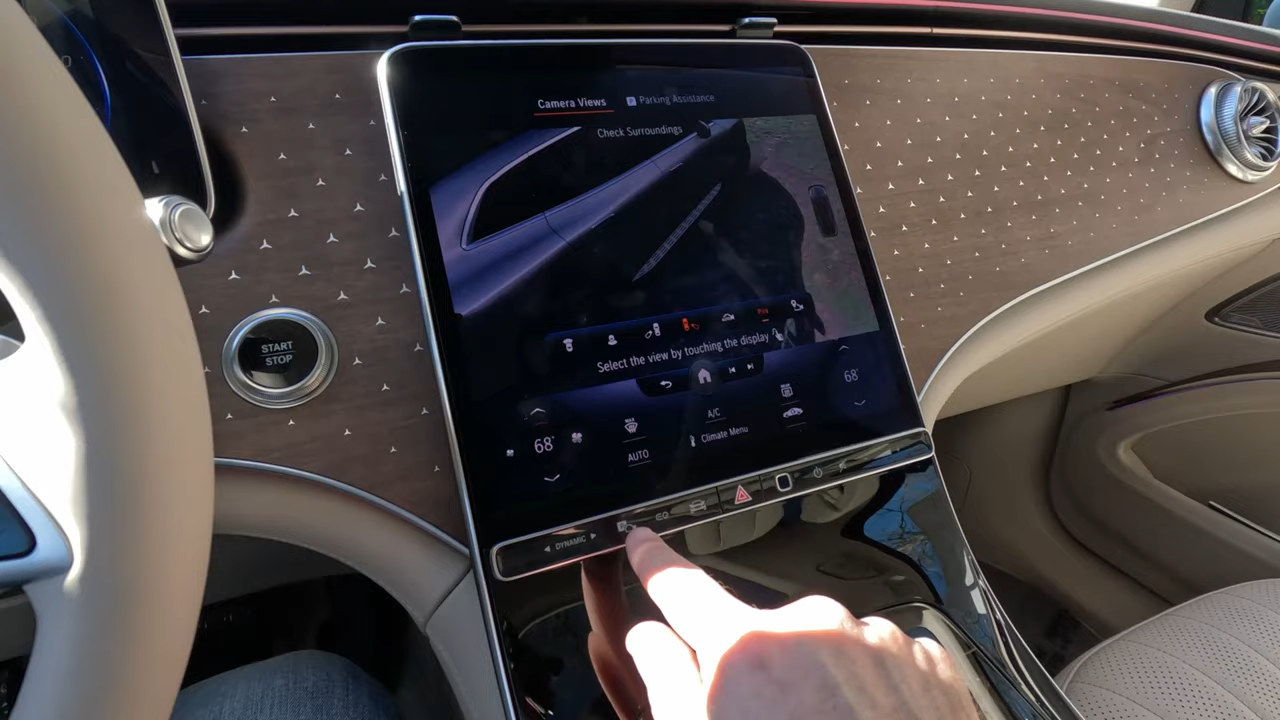 Camera Views
P Parking Assistance
Check Surroundings
START
STOP
Select the view by touching the display
68°
A/C
68°
AUTO
Climate Menu
DYNAMIC
EQ